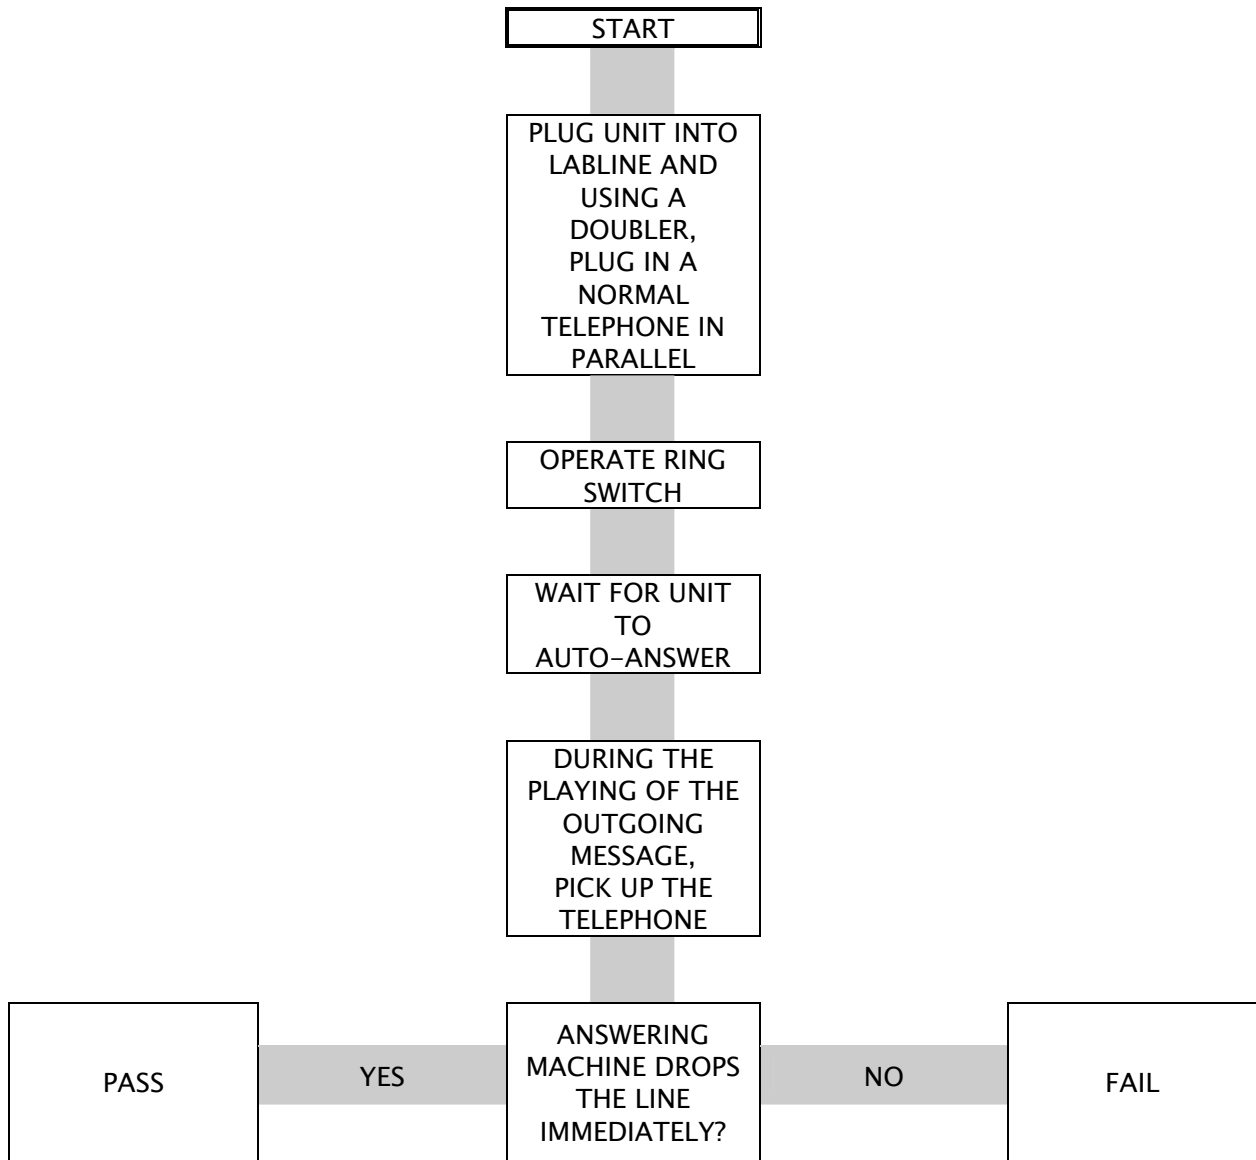 START
PLUG UNIT INTO
LABLINE AND
USING A
DOUBLER,
PLUG IN A
NORMAL
TELEPHONE IN
PARALLEL
OPERATE RING
SWITCH
WAIT FOR UNIT
TO
AUTO-ANSWER
DURING THE
PLAYING OF THE
OUTGOING
MESSAGE,
PICK UP THE
TELEPHONE
PASS
YES
ANSWERING
MACHINE DROPS
THE LINE
IMMEDIATELY?
NO
FAIL